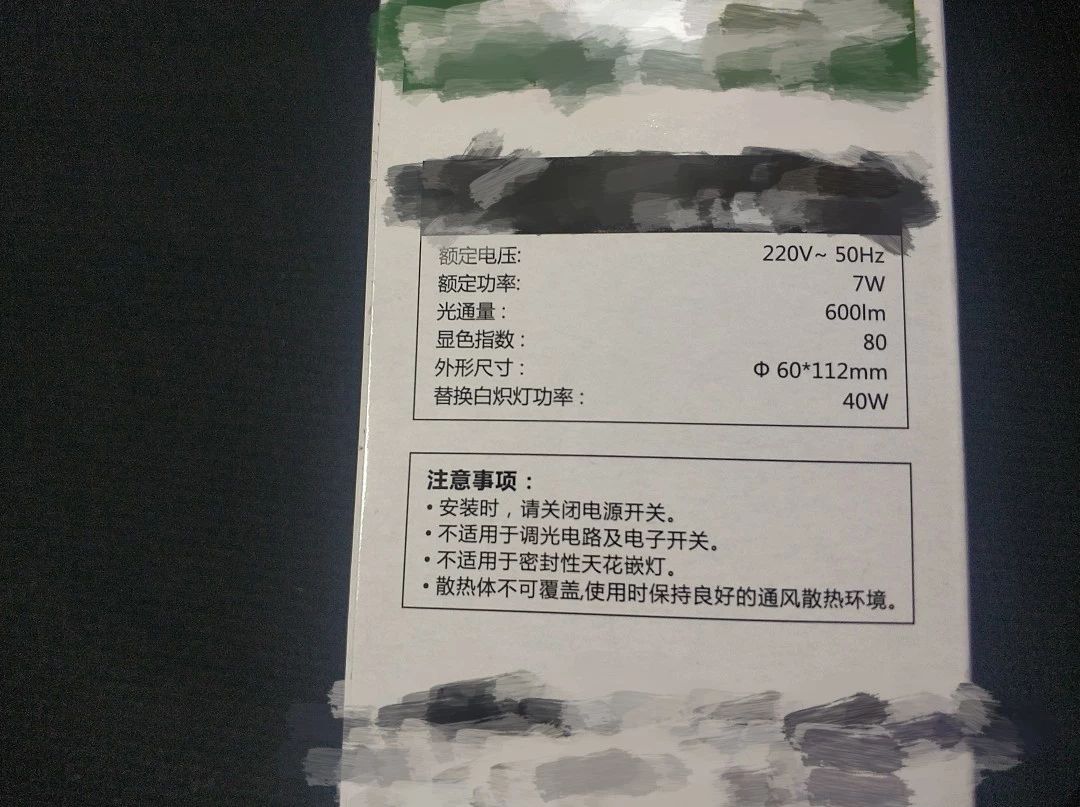 额定电压: 220V~ 50Hz
额定功率: 7W
光通量： 600lm
显色指数： 80
外形尺寸： Φ 60*112mm
替换白炽灯功率： 40W
注意事项：
• 安装时，请关闭电源开关。
• 不适用于调光电路及电子开关。
• 不适用于密封性天花嵌灯。
• 散热体不可覆盖,使用时保持良好的通风散热环境。